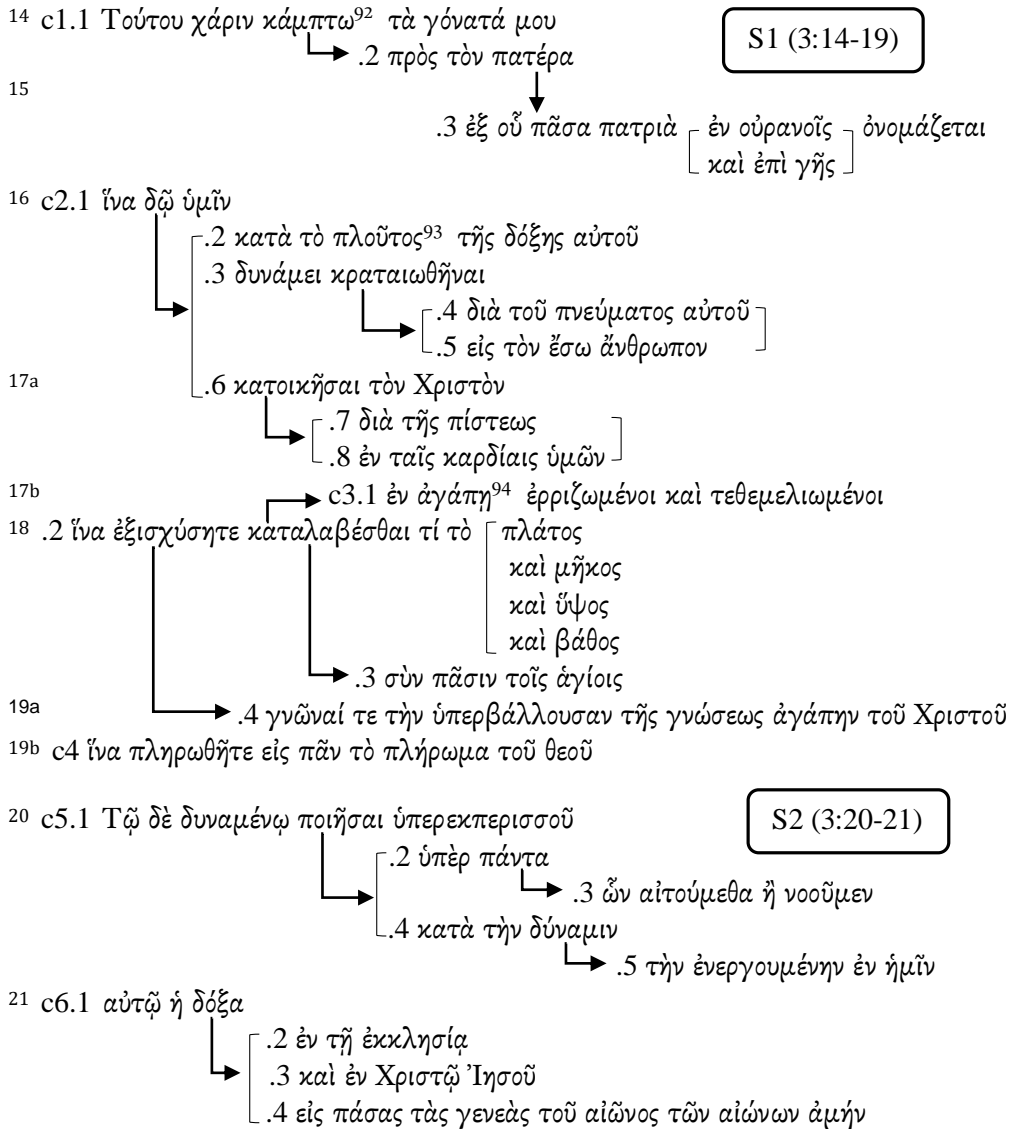 14 c1.1 Τούτου χάριν κάμπτω92 τὰ γόνατά μου
S1 (3:14-19)
.2 πρὸς τὸν πατέρα
15
.3 ἐξ οὗ πᾶσα πατριὰ ἐν οὐρανοῖς ὀνομάζεται
καὶ ἐπὶ γῆς
16 c2.1 ἵνα δῷ ὑμῖν
.2 κατὰ τὸ πλοῦτος93 τῆς δόξης αὐτοῦ
.3 δυνάμει κραταιωθῆναι
.4 διὰ τοῦ πνεύματος αὐτοῦ
.5 εἰς τὸν ἔσω ἄνθρωπον
17a .6 κατοικῆσαι τὸν Χριστὸν
.7 διὰ τῆς πίστεως
.8 ἐν ταῖς καρδίαις ὑμῶν
17b c3.1 ἐν ἀγάπῃ94 ἐρριζωμένοι καὶ τεθεμελιωμένοι
18 .2 ἵνα ἐξισχύσητε καταλαβέσθαι τί τὸ πλάτος
καὶ μῆκος
καὶ ὕψος
καὶ βάθος
.3 σὺν πᾶσιν τοῖς ἁγίοις
19a .4 γνῶναί τε τὴν ὑπερβάλλουσαν τῆς γνώσεως ἀγάπην τοῦ Χριστοῦ
19b c4 ἵνα πληρωθῆτε εἰς πᾶν τὸ πλήρωμα τοῦ θεοῦ
20 c5.1 Τῷ δὲ δυναμένῳ ποιῆσαι ὑπερεκπερισσοῦ
S2 (3:20-21)
.2 ὑπὲρ πάντα
.3 ὧν αἰτούμεθα ἢ νοοῦμεν
.4 κατὰ τὴν δύναμιν
.5 τὴν ἐνεργουμένην ἐν ἡμῖν
21 c6.1 αὐτῷ ἡ δόξα
.2 ἐν τῇ ἐκκλησίᾳ
.3 καὶ ἐν Χριστῷ Ἰησοῦ
.4 εἰς πάσας τὰς γενεὰς τοῦ αἰῶνος τῶν αἰώνων ἀμήν